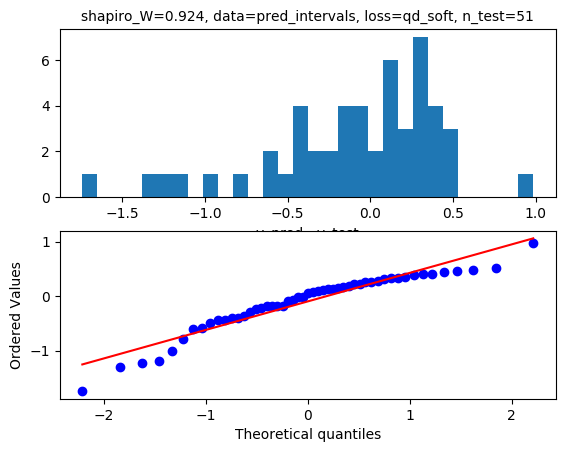 shapiro_W=0.924, data=pred_intervals, loss=qd_soft, n_test=51
6
4
2
0
−1.5 −1.0 −0.5 0.0 0.5 1.0
1
0
−1
Ordered Values
−2 −1 0 1 2
Theoretical quantiles